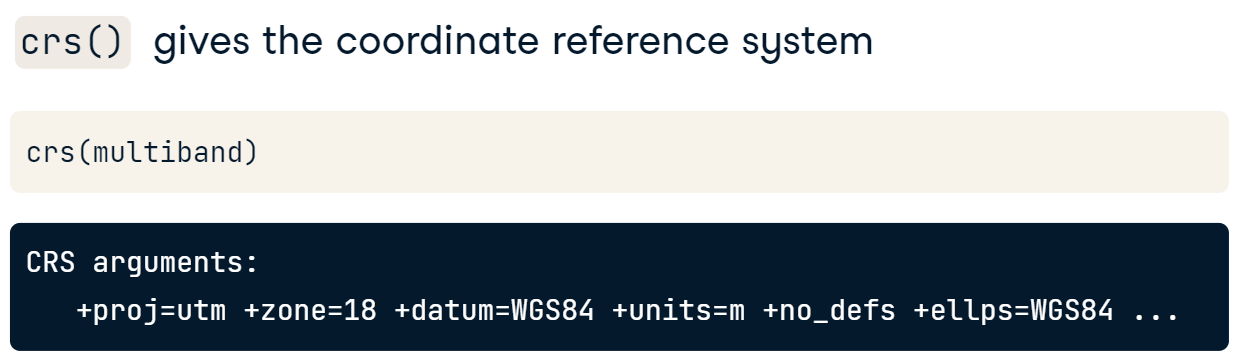 crs() gives the coordinate reference system
crs(multiband)
CRS arguments:
+proj=utm +zone=18 +datum=WGS84 +units=m +no_defs +ellps=WGS84 ...